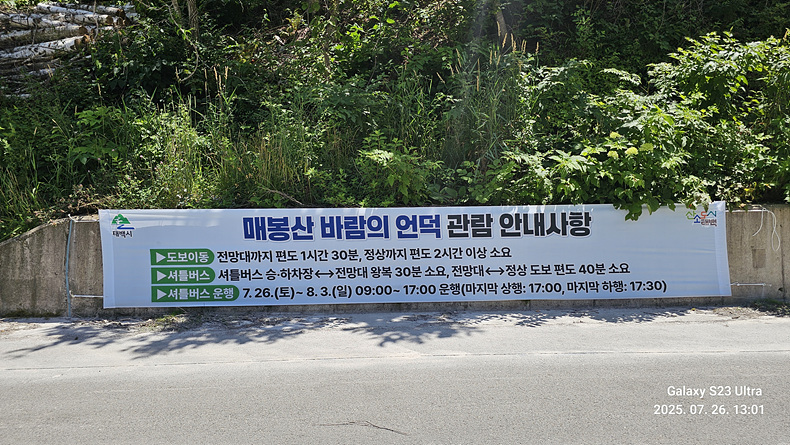 매봉산 바람의 언덕 관람 안내사항
태백시
산소도시
▶도보이동 전망대까지 편도 1시간 30분, 정상까지 편도 2시간 이상 소요
▶셔틀버스 셔틀버스 승·하차장↔전망대 왕복 30분 소요, 전망대↔정상 도보 편도 40분 소요
▶셔틀버스 운행 7. 26.(토)~ 8. 3.(일) 09:00~ 17:00 운행(마지막 상행: 17:00, 마지막 하행: 17:30)
Galaxy S23 Ultra
2025. 07. 26. 13:01